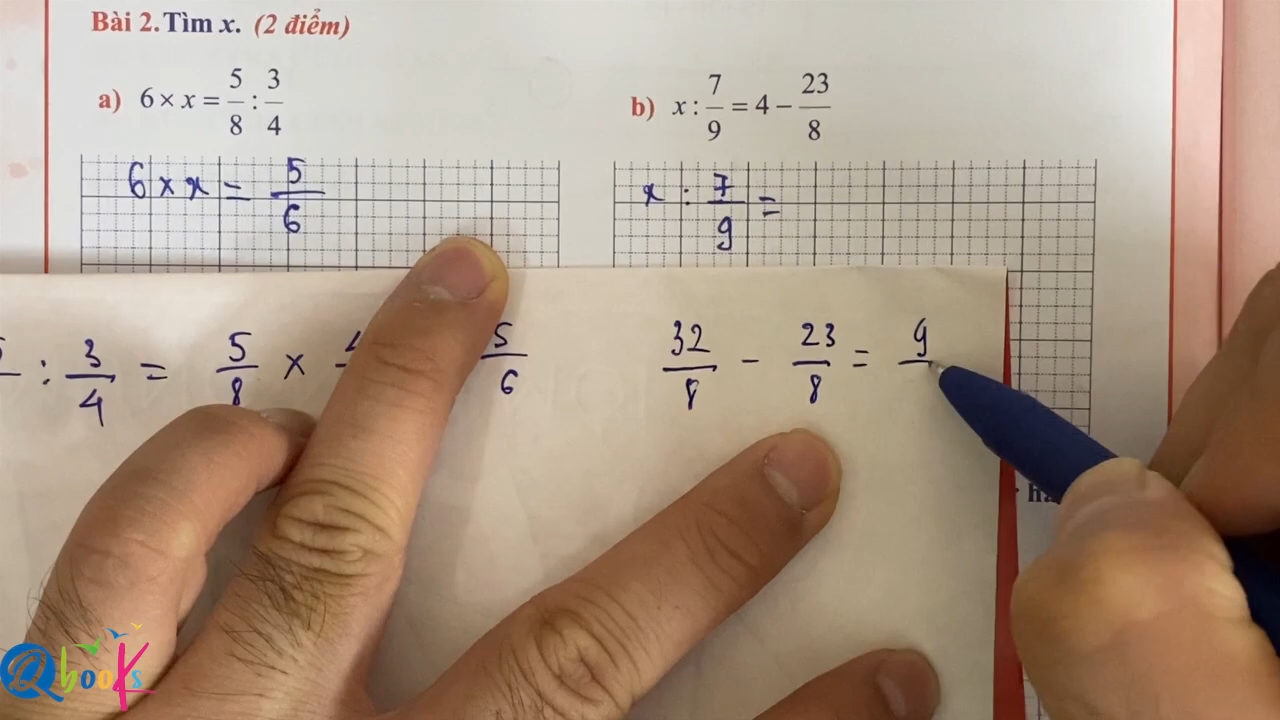 Bài 2. Tìm x. (2 điểm)
a) 6 × x = 5/8 : 3/4
b) x : 7/9 = 4 − 23/8
6 × x = 5/6
x : 7/9 =
: 3/4 = 5/8 ×
5/6
32/8 − 23/8 = 9
Qbooks